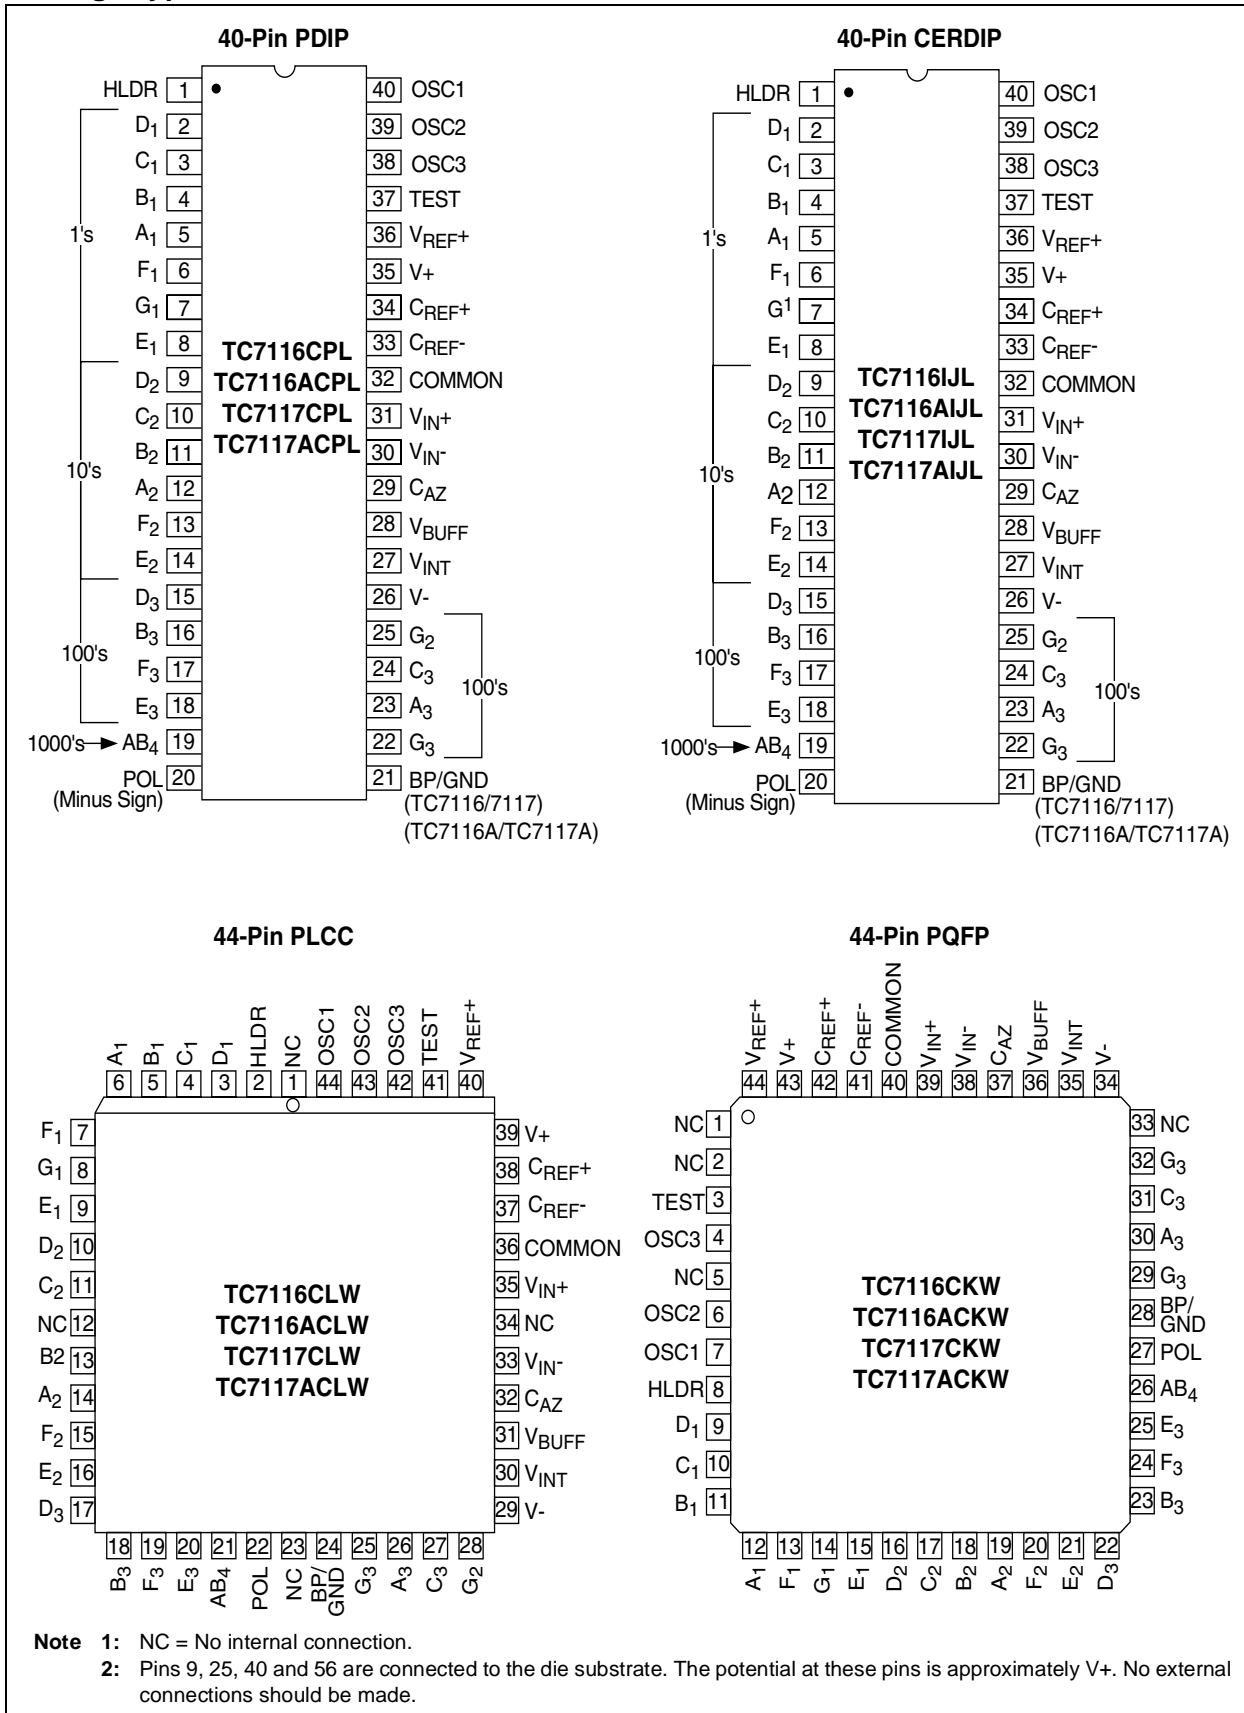 40-Pin PDIP
HLDR 1
D1 2
C1 3
B1 4
A1 5
F1 6
G1 7
E1 8
D2 9
C2 10
B2 11
A2 12
F2 13
E2 14
D3 15
B3 16
F3 17
E3 18
AB4 19
POL 20
(Minus Sign)
1's
10's
100's
1000's
TC7116CPL
TC7116ACPL
TC7117CPL
TC7117ACPL
40 OSC1
39 OSC2
38 OSC3
37 TEST
36 VREF+
35 V+
34 CREF+
33 CREF-
32 COMMON
31 VIN+
30 VIN-
29 CAZ
28 VBUFF
27 VINT
26 V-
25 G2
24 C3
23 A3
22 G3
100's
21 BP/GND
(TC7116/7117)
(TC7116A/TC7117A)
40-Pin CERDIP
HLDR 1
D1 2
C1 3
B1 4
A1 5
F1 6
G1 7
E1 8
D2 9
C2 10
B2 11
A2 12
F2 13
E2 14
D3 15
B3 16
F3 17
E3 18
AB4 19
POL 20
(Minus Sign)
1's
10's
100's
1000's
TC7116IJL
TC7116AIJL
TC7117IJL
TC7117AIJL
40 OSC1
39 OSC2
38 OSC3
37 TEST
36 VREF+
35 V+
34 CREF+
33 CREF-
32 COMMON
31 VIN+
30 VIN-
29 CAZ
28 VBUFF
27 VINT
26 V-
25 G2
24 C3
23 A3
22 G3
100's
21 BP/GND
(TC7116/7117)
(TC7116A/TC7117A)
44-Pin PLCC
A1 B1 C1 D1 HLDR NC OSC1 OSC2 OSC3 TEST VREF+
6 5 4 3 2 1 44 43 42 41 40
F1 7
G1 8
E1 9
D2 10
C2 11
NC 12
B2 13
A2 14
F2 15
E2 16
D3 17
TC7116CLW
TC7116ACLW
TC7117CLW
TC7117ACLW
39 V+
38 CREF+
37 CREF-
36 COMMON
35 VIN+
34 NC
33 VIN-
32 CAZ
31 VBUFF
30 VINT
29 V-
18 19 20 21 22 23 24 25 26 27 28
B3 F3 E3 AB4 POL NC BP/GND G3 A3 C3 G2
44-Pin PQFP
VREF+ V+ CREF+ CREF- COMMON VIN+ VIN- CAZ VBUFF VINT V-
44 43 42 41 40 39 38 37 36 35 34
NC 1
NC 2
TEST 3
OSC3 4
NC 5
OSC2 6
OSC1 7
HLDR 8
D1 9
C1 10
B1 11
TC7116CKW
TC7116ACKW
TC7117CKW
TC7117ACKW
33 NC
32 G3
31 C3
30 A3
29 G3
28 BP/GND
27 POL
26 AB4
25 E3
24 F3
23 B3
12 13 14 15 16 17 18 19 20 21 22
A1 F1 G1 E1 D2 C2 B2 A2 F2 E2 D3
Note 1: NC = No internal connection.
2: Pins 9, 25, 40 and 56 are connected to the die substrate. The potential at these pins is approximately V+. No external
connections should be made.